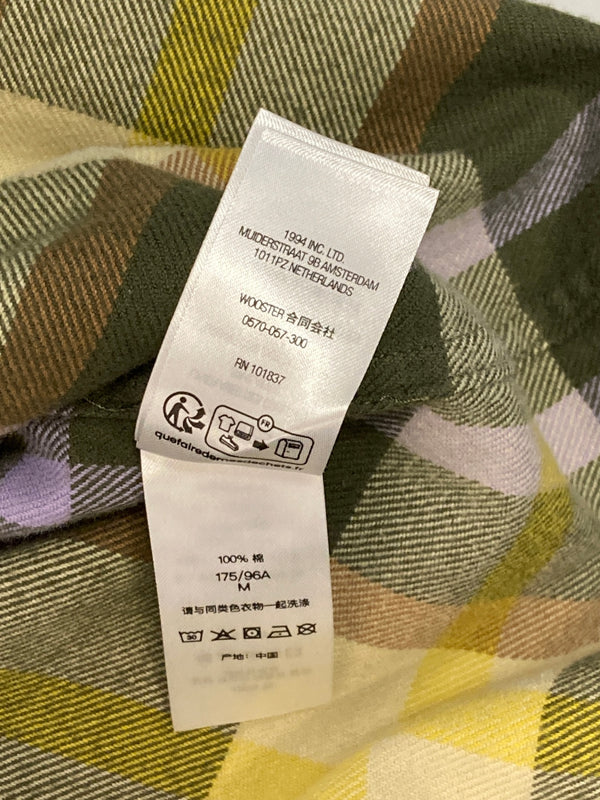 1994 INC. LTD.
MUIDERSTRAAT 9B AMSTERDAM
1011PZ NETHERLANDS
WOOSTER 合同会社
0570-057-300
RN 101837
FR
quefairedemesdechets.fr
100% 棉
175/96A
M
请与同类色衣物一起洗涤
30
产地: 中国